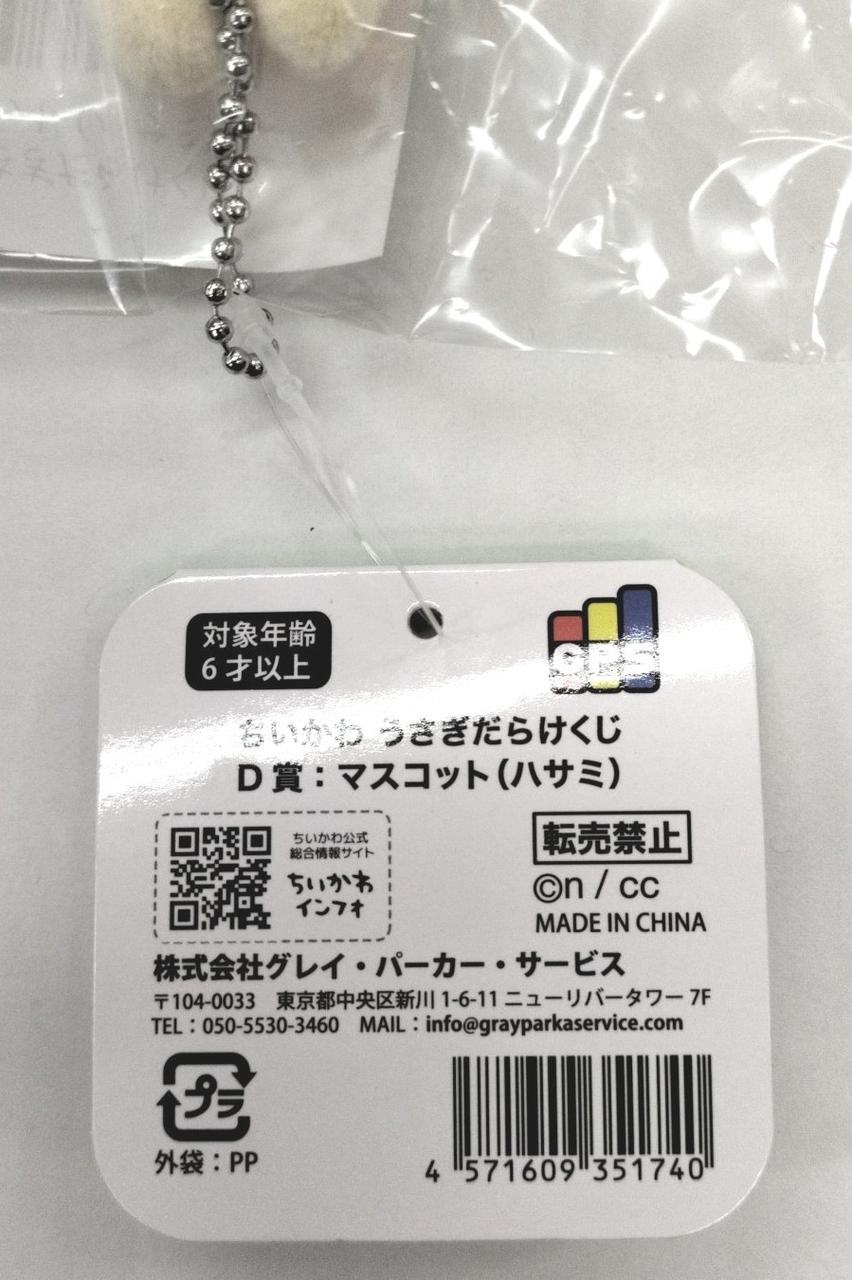 対象年齢
6才以上
GPS
ちいかわ うさぎだらけくじ
D賞：マスコット（ハサミ）
ちいかわ公式
総合情報サイト
ちいかわ
インフォ
転売禁止
©n / cc
MADE IN CHINA
株式会社グレイ・パーカー・サービス
〒104-0033　東京都中央区新川 1-6-11 ニューリバータワー 7F
TEL：050-5530-3460　MAIL：info@grayparkaservice.com
プラ
外袋：PP
4 571609 351740